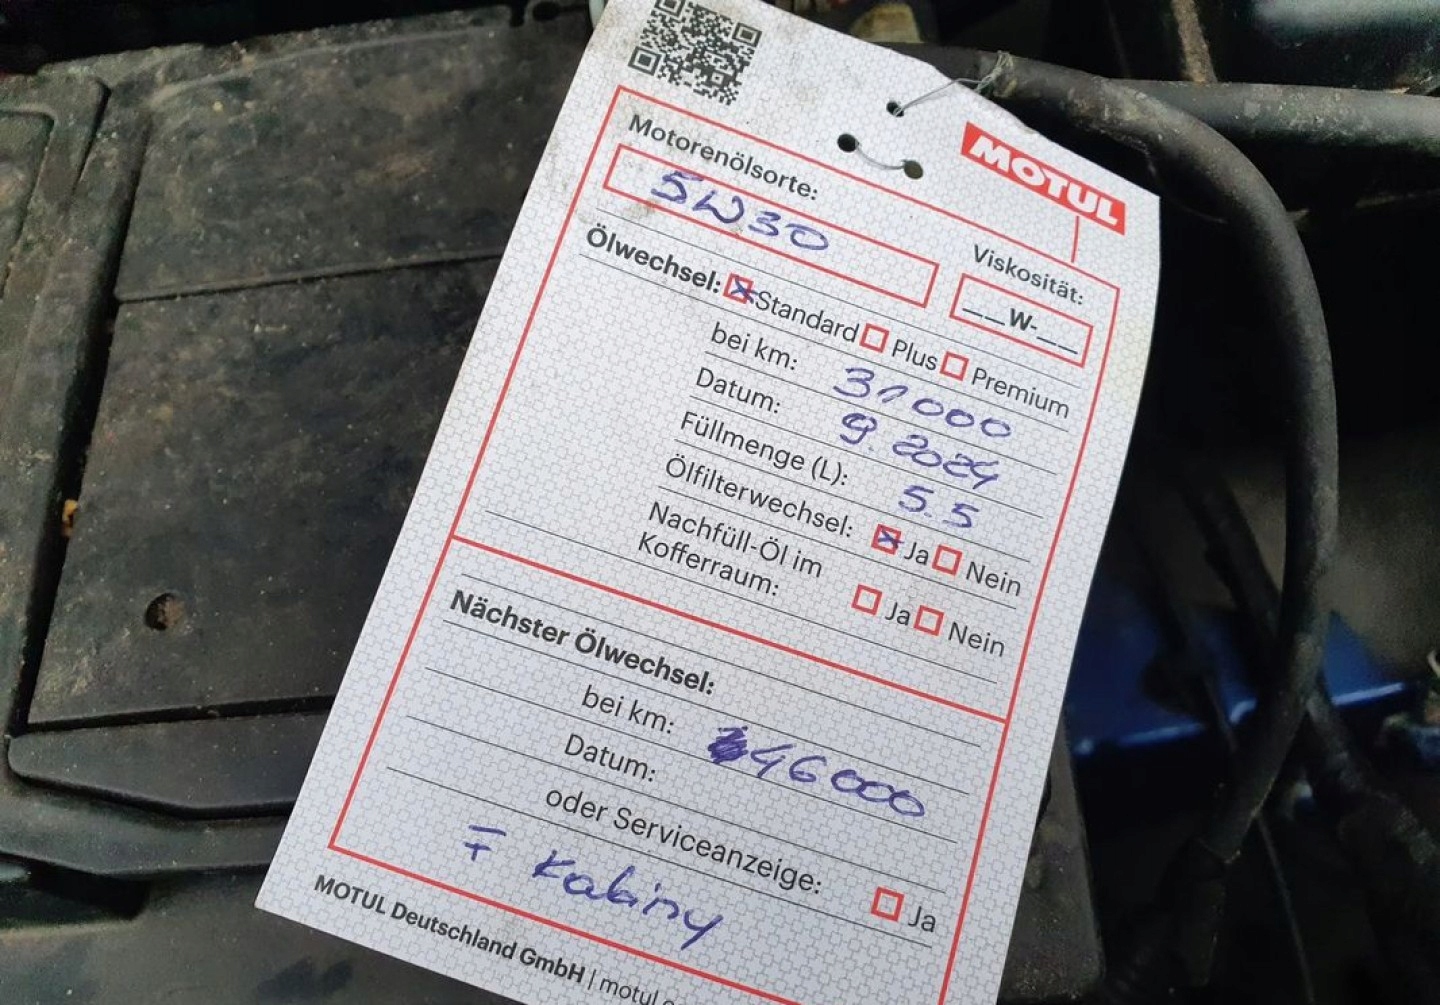 MOTUL
Motorenölsorte:
5W30
Viskosität:
__W-__
Ölwechsel: Standard Plus Premium
bei km: 31000
Datum: 9.2024
Füllmenge (L): 5.5
Ölfilterwechsel: Ja Nein
Nachfüll-Öl im
Kofferraum: Ja Nein
Nächster Ölwechsel:
bei km: 46000
Datum:
oder Serviceanzeige: Ja
F Kabiny
MOTUL Deutschland GmbH | motul